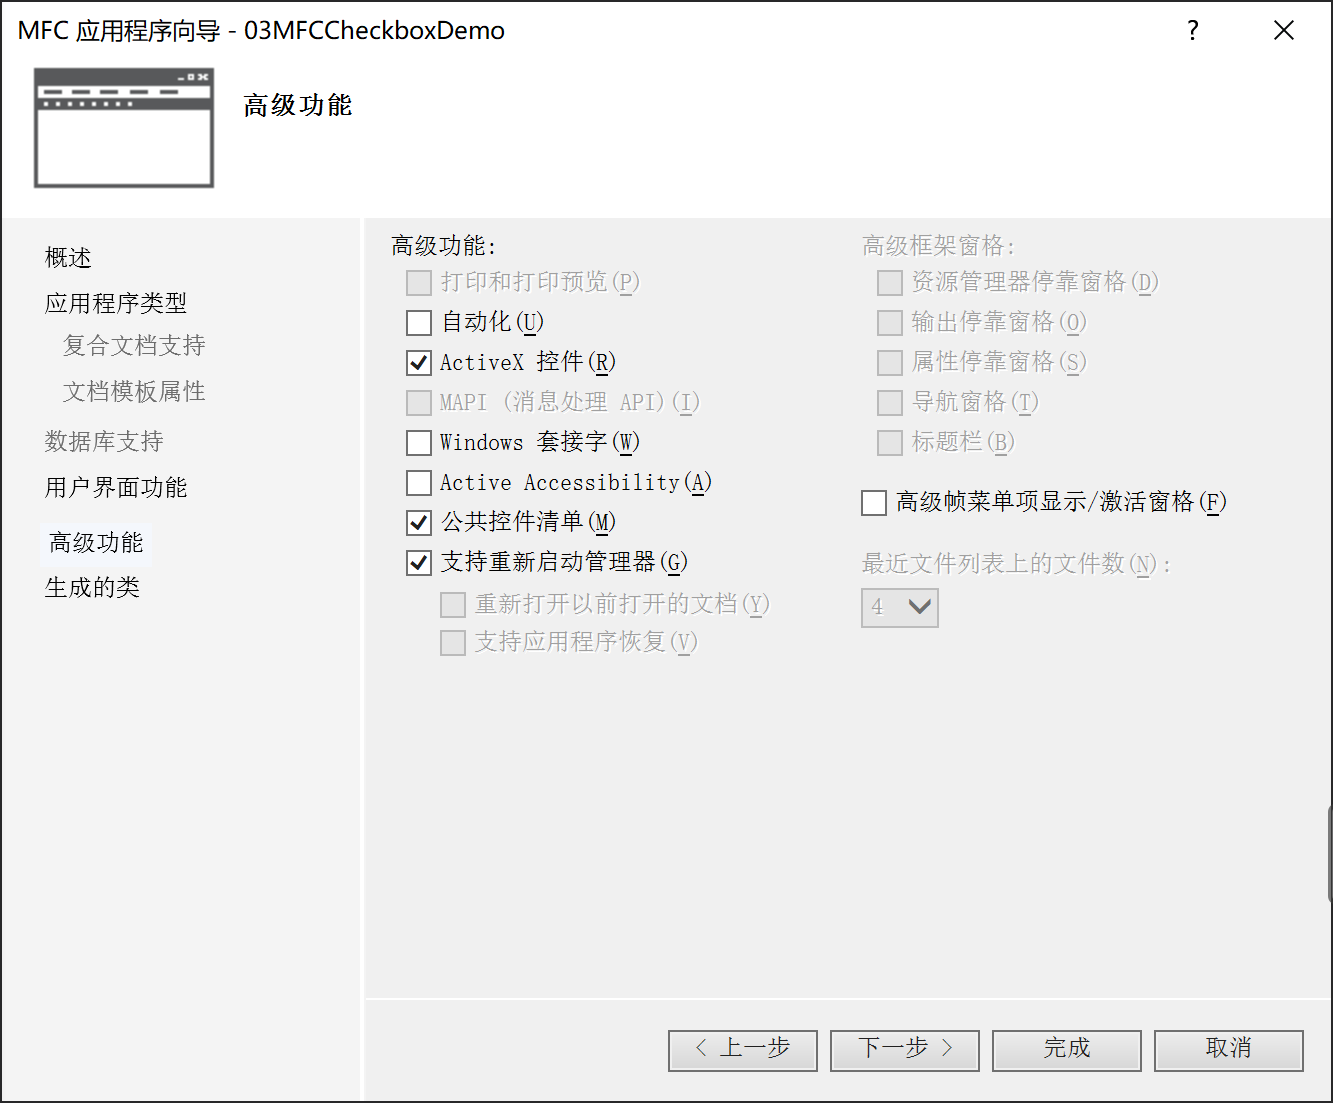 MFC 应用程序向导 - 03MFCCheckboxDemo
?
高级功能
概述
应用程序类型
复合文档支持
文档模板属性
数据库支持
用户界面功能
高级功能
生成的类
高级功能:
打印和打印预览(P)
自动化(U)
ActiveX 控件(R)
MAPI (消息处理 API)(I)
Windows 套接字(W)
Active Accessibility(A)
公共控件清单(M)
支持重新启动管理器(G)
重新打开以前打开的文档(Y)
支持应用程序恢复(V)
高级框架窗格:
资源管理器停靠窗格(D)
输出停靠窗格(O)
属性停靠窗格(S)
导航窗格(T)
标题栏(B)
高级帧菜单项显示/激活窗格(F)
最近文件列表上的文件数(N):
4
< 上一步
下一步 >
完成
取消